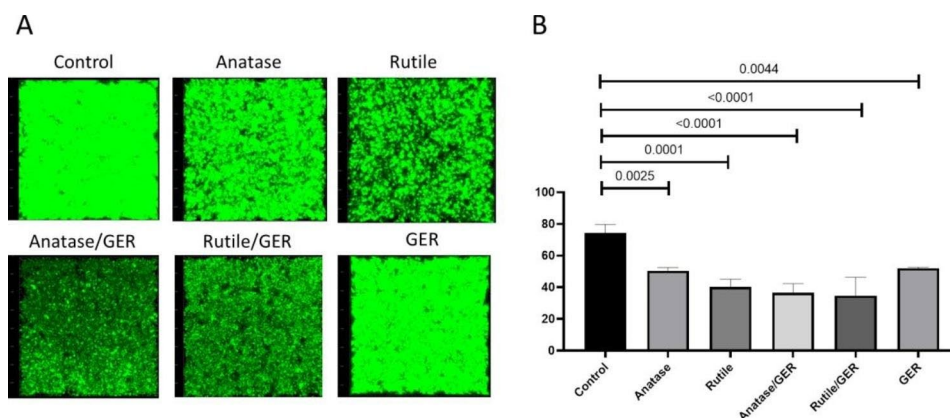 A
Control Anatase Rutile
Anatase/GER Rutile/GER GER
B
0.0044
<0.0001
<0.0001
0.0001
0.0025
100
80
60
40
20
0
Control Anatase Rutile Anatase/GER Rutile/GER GER